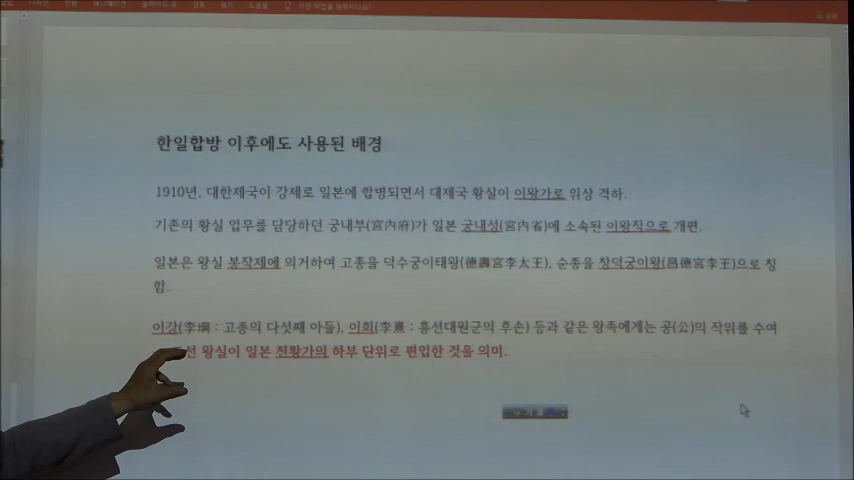 한일합방 이후에도 사용된 배경
1910년, 대한제국이 강제로 일본에 합병되면서 대제국 황실이 이왕가로 위상 격하.
기존의 황실 업무를 담당하던 궁내부(宮內府)가 일본 궁내성(宮內省)에 소속된 이왕직으로 개편.
일본은 왕실 봉작제에 의거하여 고종을 덕수궁이태왕(德壽宮李太王), 순종을 창덕궁이왕(昌德宮李王)으로 칭
함.
이강(李堈 : 고종의 다섯째 아들), 이희(李熹 : 흥선대원군의 후손) 등과 같은 왕족에게는 공(公)의 작위를 수여
선 왕실이 일본 천황가의 하부 단위로 편입한 것을 의미.